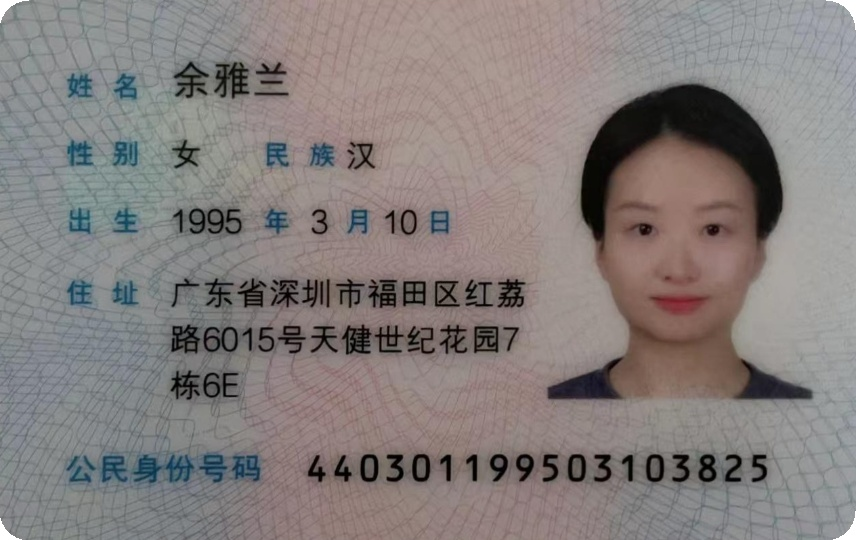 姓名 余雅兰
性别 女 民族 汉
出生 1995 年 3 月 10 日
住址 广东省深圳市福田区红荔
路6015号天健世纪花园7
栋6E
公民身份号码 440301199503103825